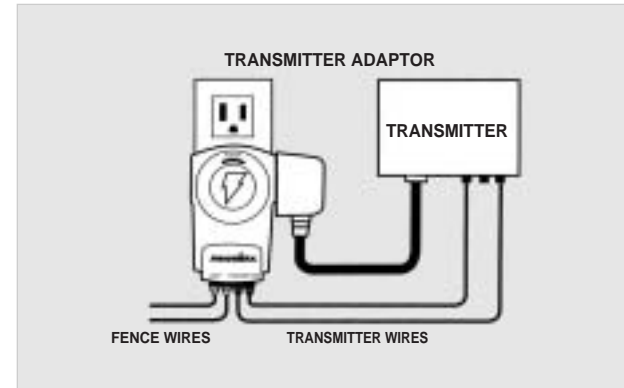 TRANSMITTER ADAPTOR
TRANSMITTER
FENCE WIRES
TRANSMITTER WIRES